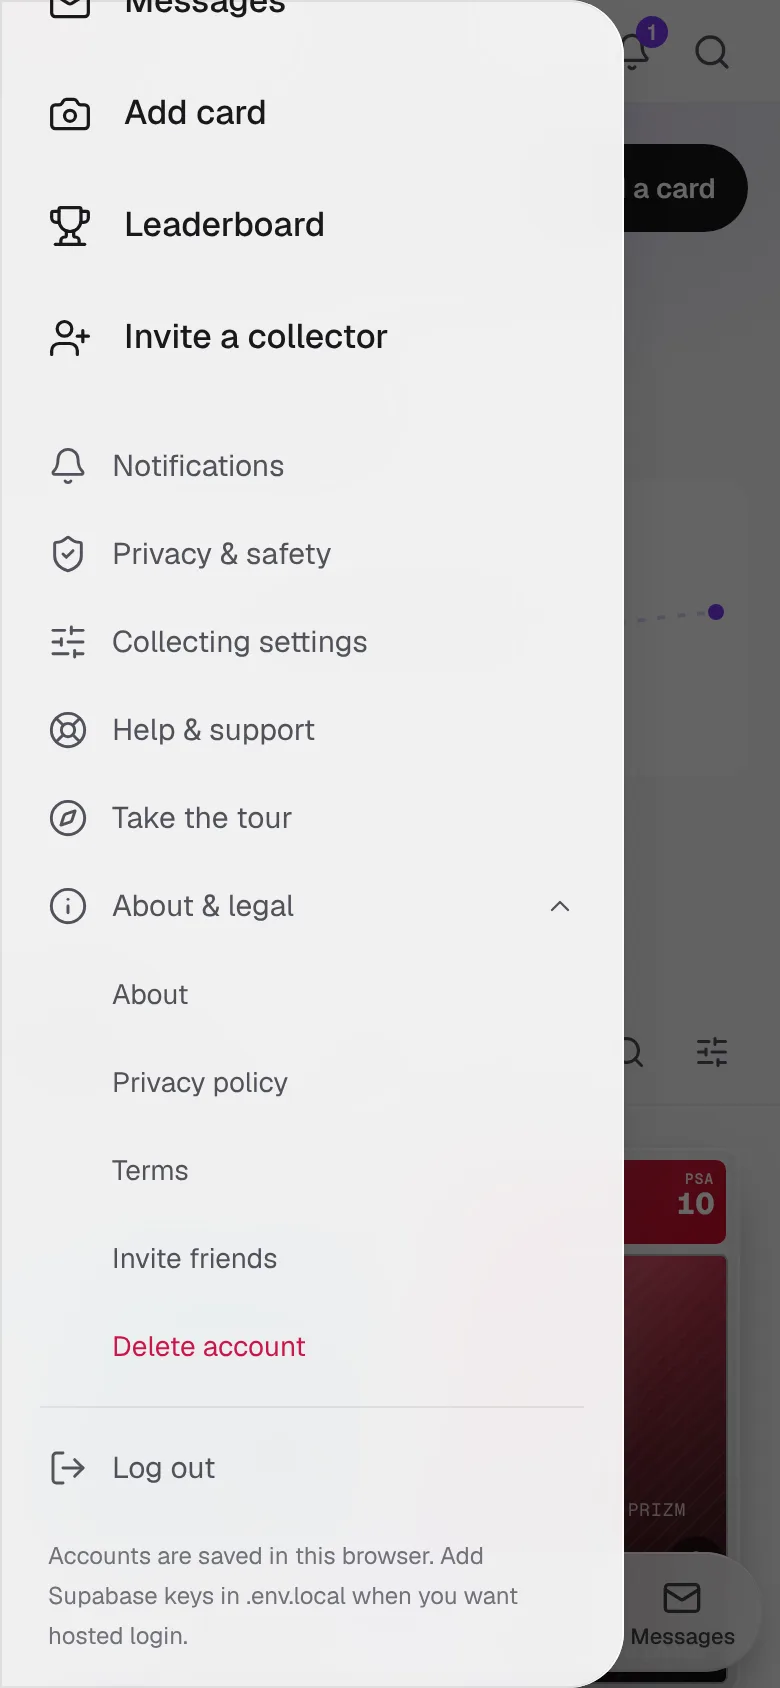 Messages
1
a card
Add card
Leaderboard
Invite a collector
Notifications
Privacy & safety
Collecting settings
Help & support
Take the tour
About & legal
About
Privacy policy
Terms
Invite friends
Delete account
PSA
10
PRIZM
Log out
Accounts are saved in this browser. Add
Supabase keys in .env.local when you want
hosted login.
Messages